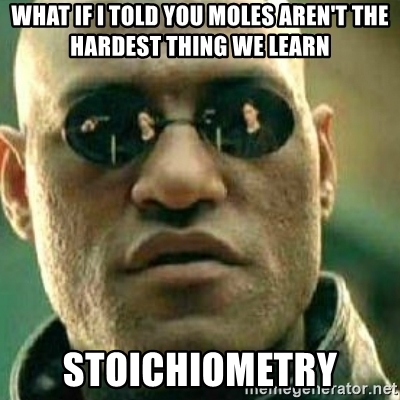 WHAT IF I TOLD YOU MOLES AREN'T THE
HARDEST THING WE LEARN
STOICHIOMETRY
memegenerator.net